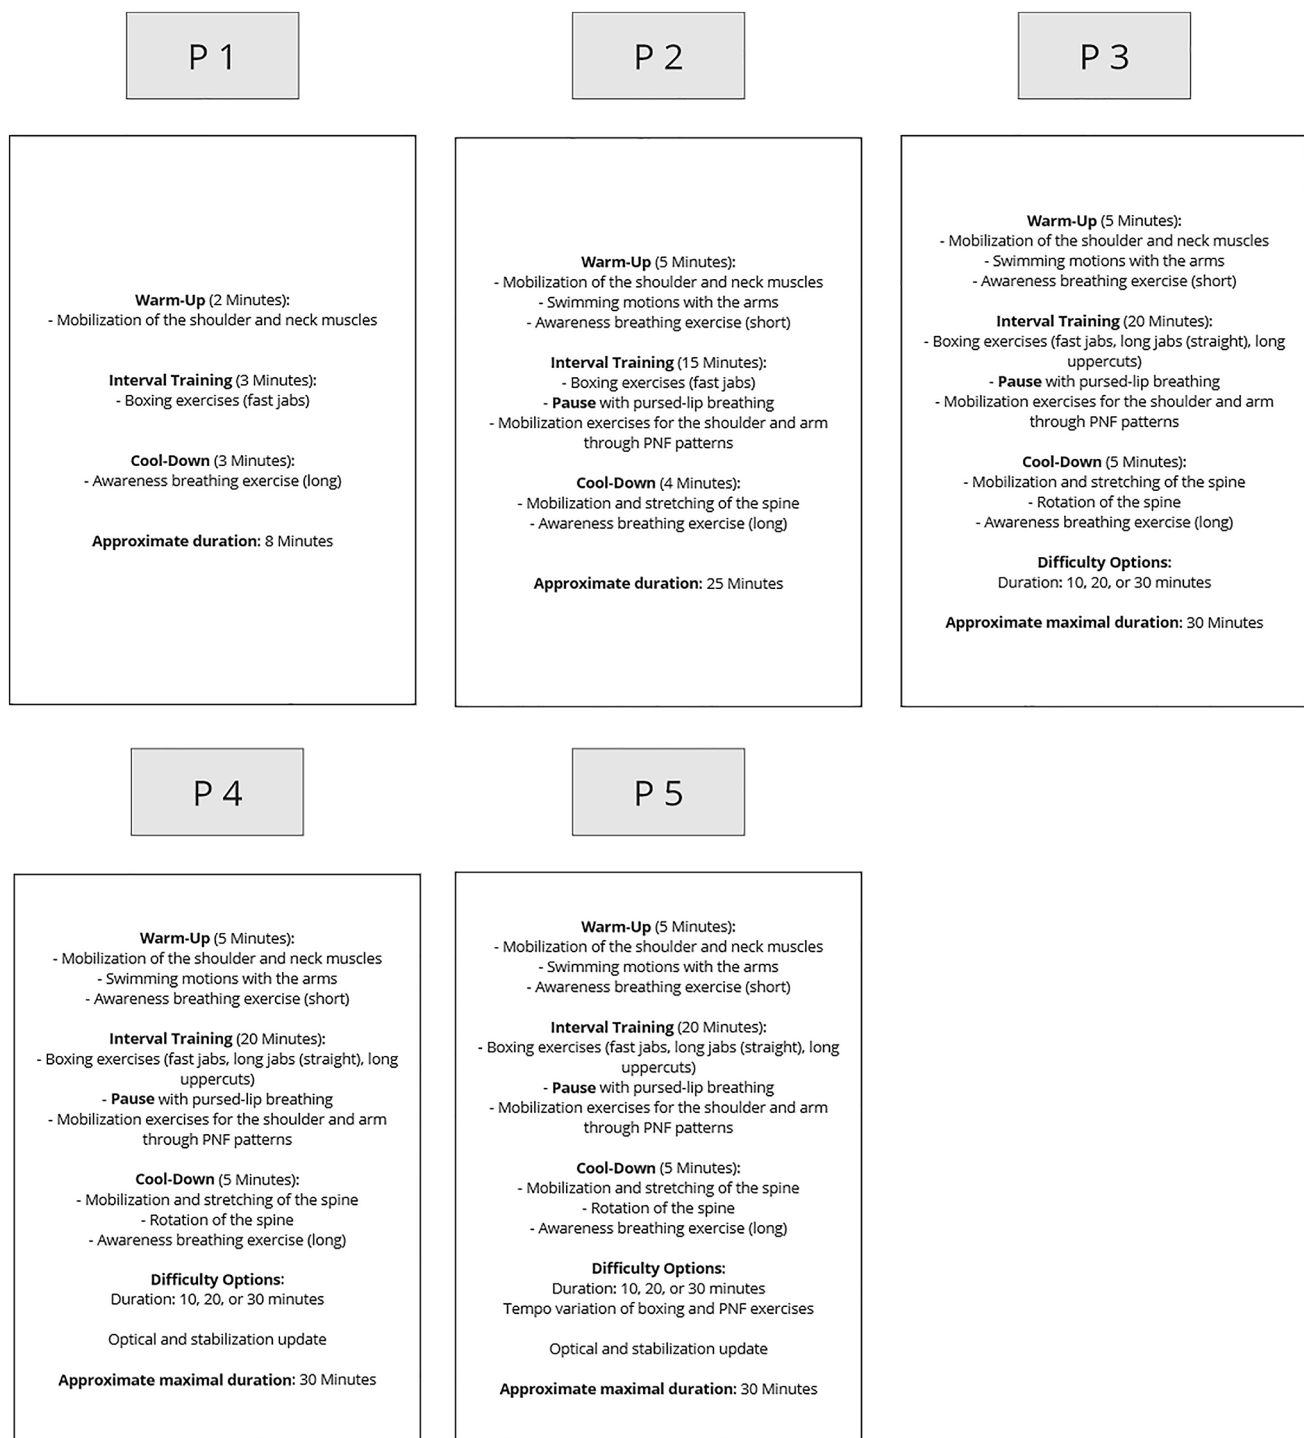 P 1
Warm-Up (2 Minutes):
- Mobilization of the shoulder and neck muscles
Interval Training (3 Minutes):
- Boxing exercises (fast jabs)
Cool-Down (3 Minutes):
- Awareness breathing exercise (long)
Approximate duration: 8 Minutes
P 2
Warm-Up (5 Minutes):
- Mobilization of the shoulder and neck muscles
- Swimming motions with the arms
- Awareness breathing exercise (short)
Interval Training (15 Minutes):
- Boxing exercises (fast jabs)
- Pause with pursed-lip breathing
- Mobilization exercises for the shoulder and arm
through PNF patterns
Cool-Down (4 Minutes):
- Mobilization and stretching of the spine
- Awareness breathing exercise (long)
Approximate duration: 25 Minutes
P 3
Warm-Up (5 Minutes):
- Mobilization of the shoulder and neck muscles
- Swimming motions with the arms
- Awareness breathing exercise (short)
Interval Training (20 Minutes):
- Boxing exercises (fast jabs, long jabs (straight), long
uppercuts)
- Pause with pursed-lip breathing
- Mobilization exercises for the shoulder and arm
through PNF patterns
Cool-Down (5 Minutes):
- Mobilization and stretching of the spine
- Rotation of the spine
- Awareness breathing exercise (long)
Difficulty Options:
Duration: 10, 20, or 30 minutes
Approximate maximal duration: 30 Minutes
P 4
Warm-Up (5 Minutes):
- Mobilization of the shoulder and neck muscles
- Swimming motions with the arms
- Awareness breathing exercise (short)
Interval Training (20 Minutes):
- Boxing exercises (fast jabs, long jabs (straight), long
uppercuts)
- Pause with pursed-lip breathing
- Mobilization exercises for the shoulder and arm
through PNF patterns
Cool-Down (5 Minutes):
- Mobilization and stretching of the spine
- Rotation of the spine
- Awareness breathing exercise (long)
Difficulty Options:
Duration: 10, 20, or 30 minutes
Optical and stabilization update
Approximate maximal duration: 30 Minutes
P 5
Warm-Up (5 Minutes):
- Mobilization of the shoulder and neck muscles
- Swimming motions with the arms
- Awareness breathing exercise (short)
Interval Training (20 Minutes):
- Boxing exercises (fast jabs, long jabs (straight), long
uppercuts)
- Pause with pursed-lip breathing
- Mobilization exercises for the shoulder and arm
through PNF patterns
Cool-Down (5 Minutes):
- Mobilization and stretching of the spine
- Rotation of the spine
- Awareness breathing exercise (long)
Difficulty Options:
Duration: 10, 20, or 30 minutes
Tempo variation of boxing and PNF exercises
Optical and stabilization update
Approximate maximal duration: 30 Minutes